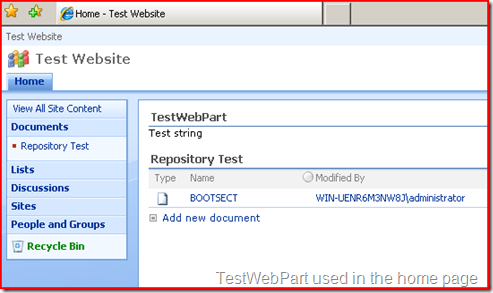 Home - Test Website
Test Website
Test Website
Home
View All Site Content
Documents
Repository Test
Lists
Discussions
Sites
People and Groups
Recycle Bin
TestWebPart
Test string
Repository Test
Type Name Modified By
BOOTSECT WIN-UENR6M3NW8J\administrator
Add new document
TestWebPart used in the home page